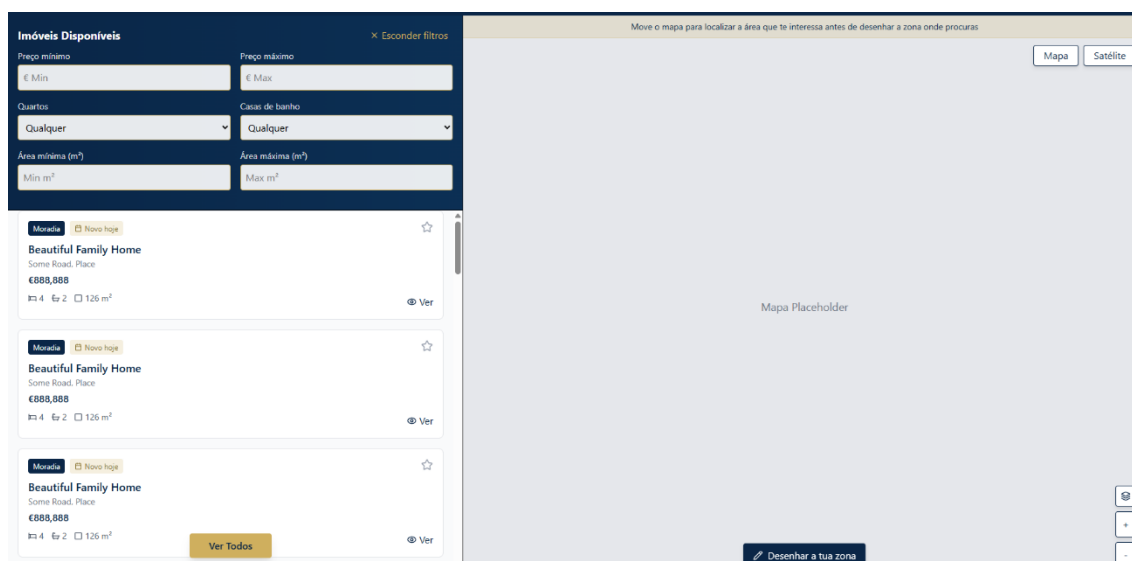 Imóveis Disponíveis
× Esconder filtros
Preço mínimo
Preço máximo
€ Min
€ Max
Quartos
Casas de banho
Qualquer
Qualquer
Área mínima (m²)
Área máxima (m²)
Min m²
Max m²
Moradia
Novo hoje
Beautiful Family Home
Some Road. Place
€888,888
4 2 126 m²
Ver
Moradia
Novo hoje
Beautiful Family Home
Some Road. Place
€888,888
4 2 126 m²
Ver
Moradia
Novo hoje
Beautiful Family Home
Some Road. Place
€888,888
4 2 126 m²
Ver
Ver Todos
Move o mapa para localizar a área que te interessa antes de desenhar a zona onde procuras
Mapa
Satélite
Mapa Placeholder
+
-
Desenhar a tua zona